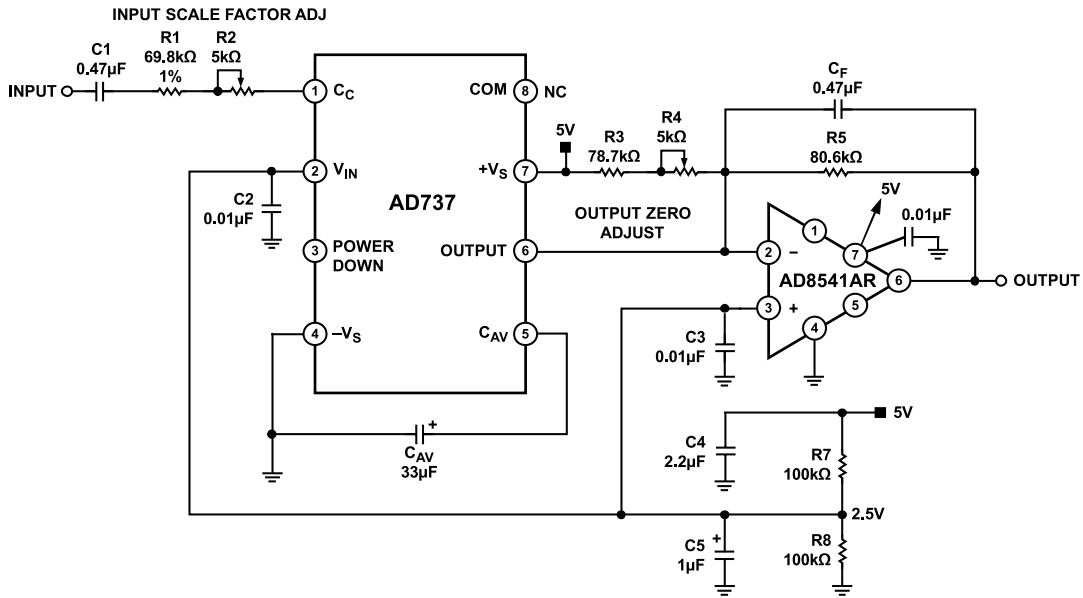 INPUT SCALE FACTOR ADJ
C1
0.47µF
R1
69.8kΩ
1%
R2
5kΩ
INPUT
1
CC
COM
8
NC
2
VIN
C2
0.01µF
+VS
7
AD737
3
POWER
DOWN
OUTPUT
6
4
–VS
CAV
5
+
CAV
33µF
5V
R3
78.7kΩ
R4
5kΩ
OUTPUT ZERO
ADJUST
CF
0.47µF
R5
80.6kΩ
5V
0.01µF
1
7
2
–
AD8541AR
6
OUTPUT
3
+
5
4
C3
0.01µF
5V
C4
2.2µF
R7
100kΩ
2.5V
C5
1µF
+
R8
100kΩ